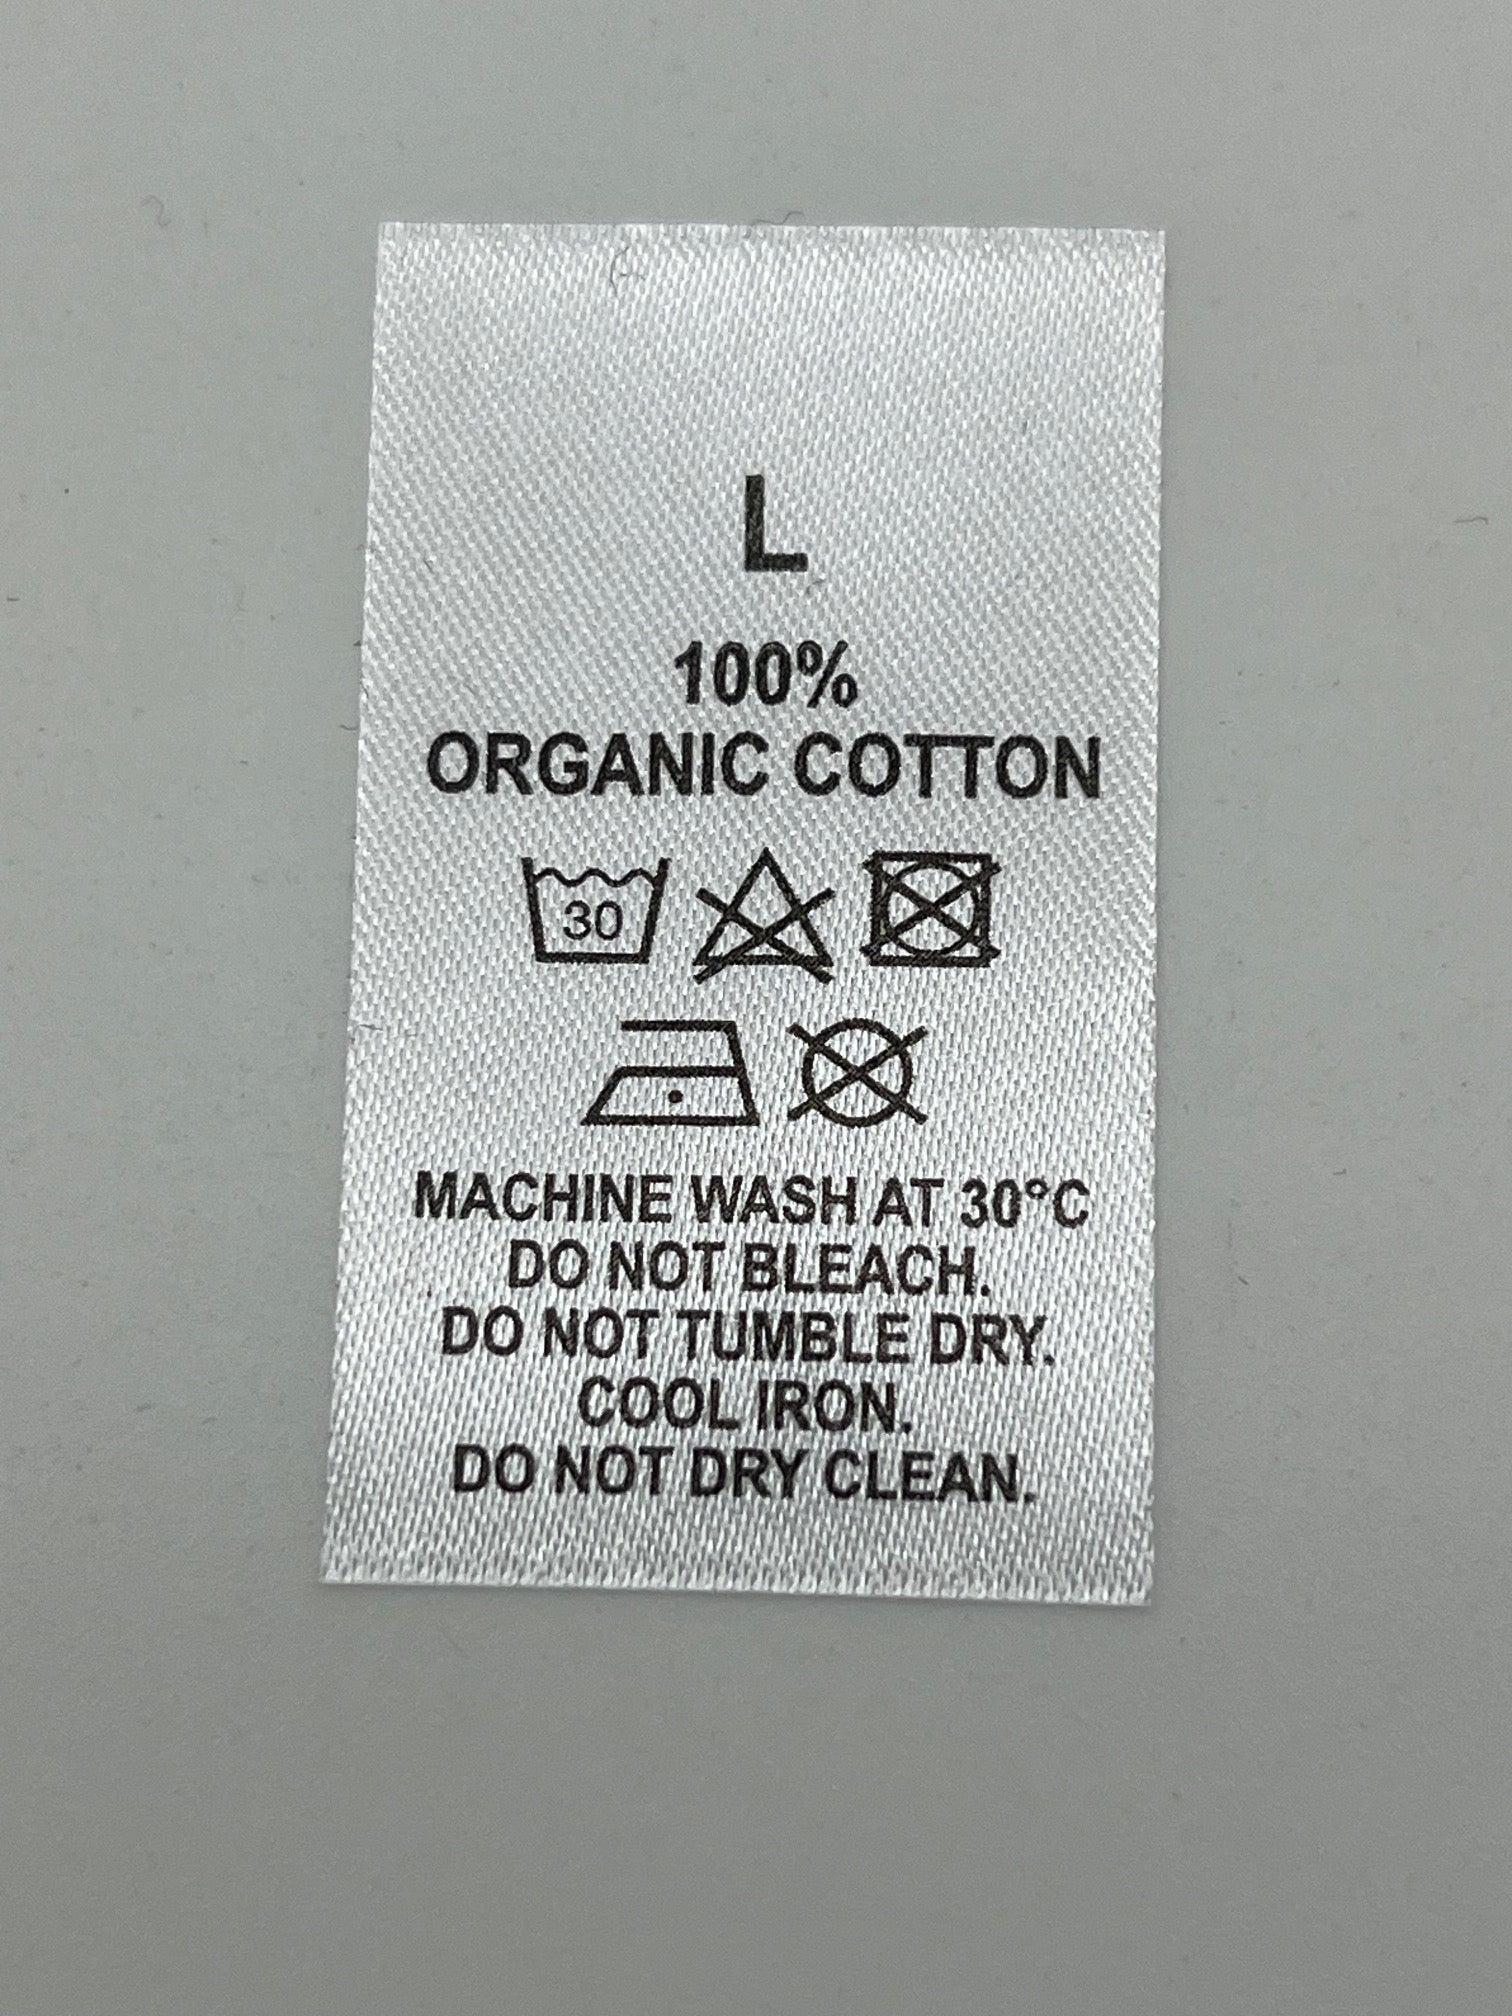 L
100%
ORGANIC COTTON
30
MACHINE WASH AT 30°C
DO NOT BLEACH.
DO NOT TUMBLE DRY.
COOL IRON.
DO NOT DRY CLEAN.